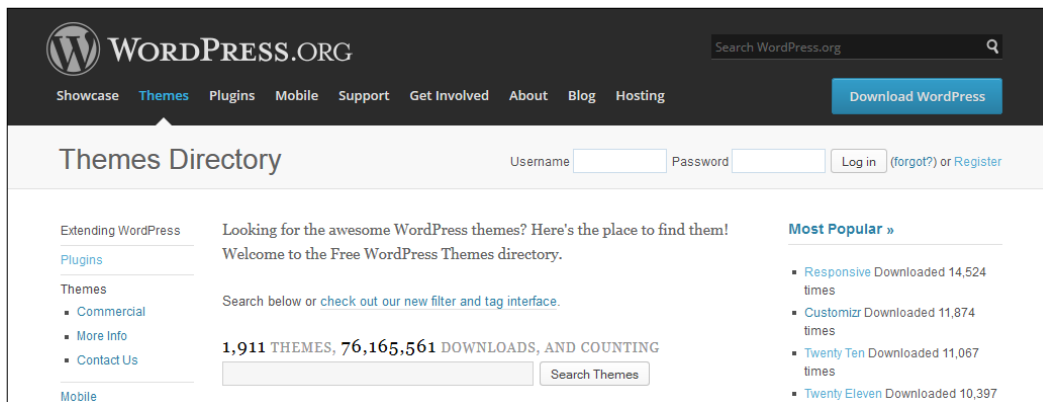 WORDPRESS.ORG
Search WordPress.org
Showcase Themes Plugins Mobile Support Get Involved About Blog Hosting
Download WordPress
Themes Directory
Username Password Log in (forgot?) or Register
Extending WordPress
Plugins
Themes
Commercial
More Info
Contact Us
Mobile
Looking for the awesome WordPress themes? Here's the place to find them!
Welcome to the Free WordPress Themes directory.
Search below or check out our new filter and tag interface.
1,911 THEMES, 76,165,561 DOWNLOADS, AND COUNTING
Search Themes
Most Popular »
Responsive Downloaded 14,524
times
Customizr Downloaded 11,874
times
Twenty Ten Downloaded 11,067
times
Twenty Eleven Downloaded 10,397